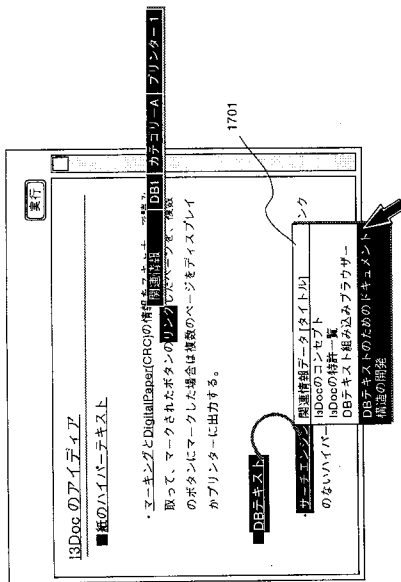 実行
I3Doc のアイディア
紙のハイパーテキスト
・マーキングとDigitalPaper(CRC)の情報
関連情報 DB1 カテゴリーA プリンター1
取って、マークされたボタンのリンクしたページを、複数
のボタンにマークした場合は複数のページをディスプレイ
かプリンターに出力する。
DBテキスト
・サーチエンジン
ンク
のないハイパー
関連情報データ[タイトル]
I3Docのコンセプト
I3Docの特許一覧
DBテキスト組み込みブラウザー
DBテキストのためのドキュメント
構造の開発
1701